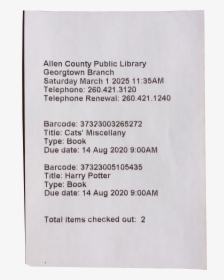 Allen County Public Library
Georgtown Branch
Saturday March 1 2025 11:35AM
Telephone: 260.421.3120
Telephone Renewal: 260.421.1240
Barcode: 37323003265272
Title: Cats' Miscellany
Type: Book
Due date: 14 Aug 2020 9:00AM
Barcode: 37323005105435
Title: Harry Potter
Type: Book
Due date: 14 Aug 2020 9:00AM
Total items checked out: 2